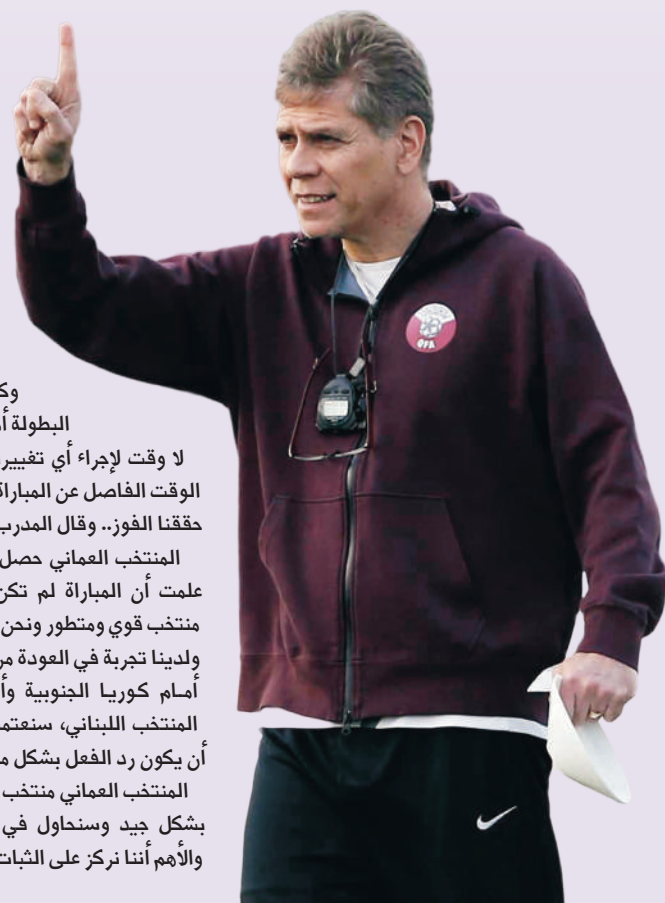 QFA
وكـ
البطولة أ
لا وقت لإجراء أي تغيير
الوقت الفاصل عن المباراة
حققنا الفوز.. وقال المدرب
المنتخب العماني حصل
علمت أن المباراة لم تكن
منتخب قوي ومتطور ونحن
ولدينا تجربة في العودة من
أمام كوريا الجنوبية وأ
المنتخب اللبناني، سنعتمد
أن يكون رد الفعل بشكل م
المنتخب العماني منتخب
بشكل جيد وسنحاول في
والأهم أننا نركز على الثبات